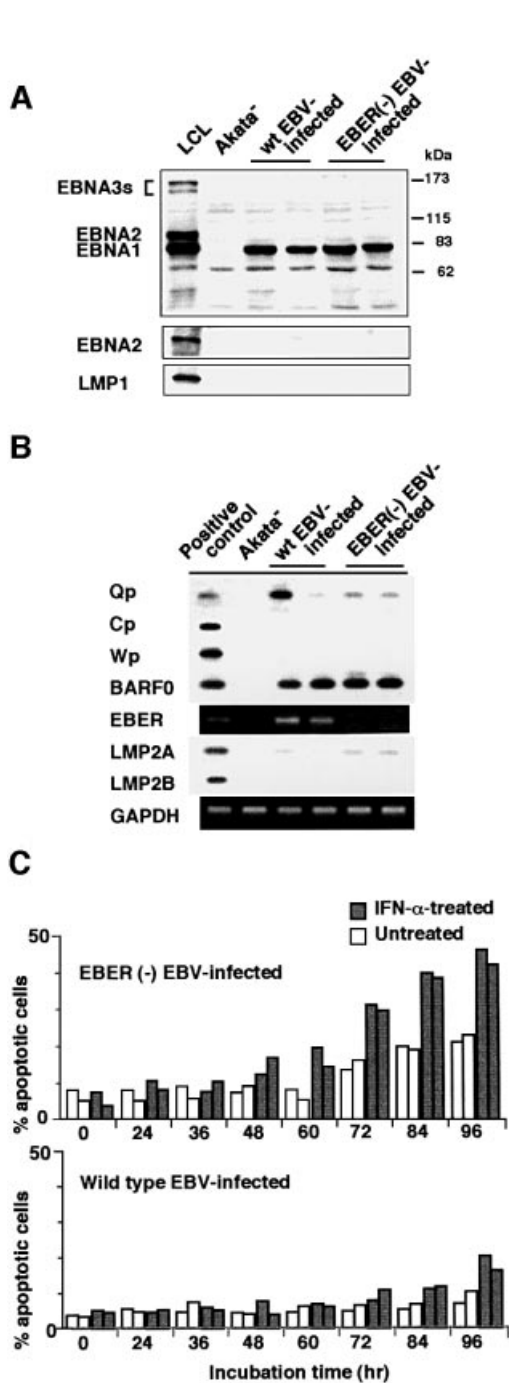 A
LCL
Akata⁻
wt EBV-
infected
EBER(-) EBV-
infected
kDa
EBNA3s
EBNA2
EBNA1
173
115
83
62
EBNA2
LMP1
B
Positive
control
Akata⁻
wt EBV-
infected
EBER(-) EBV-
infected
Qp
Cp
Wp
BARF0
EBER
LMP2A
LMP2B
GAPDH
C
IFN-α-treated
Untreated
% apoptotic cells
50
0
EBER (-) EBV-infected
0 24 36 48 60 72 84 96
% apoptotic cells
50
0
Wild type EBV-infected
0 24 36 48 60 72 84 96
Incubation time (hr)